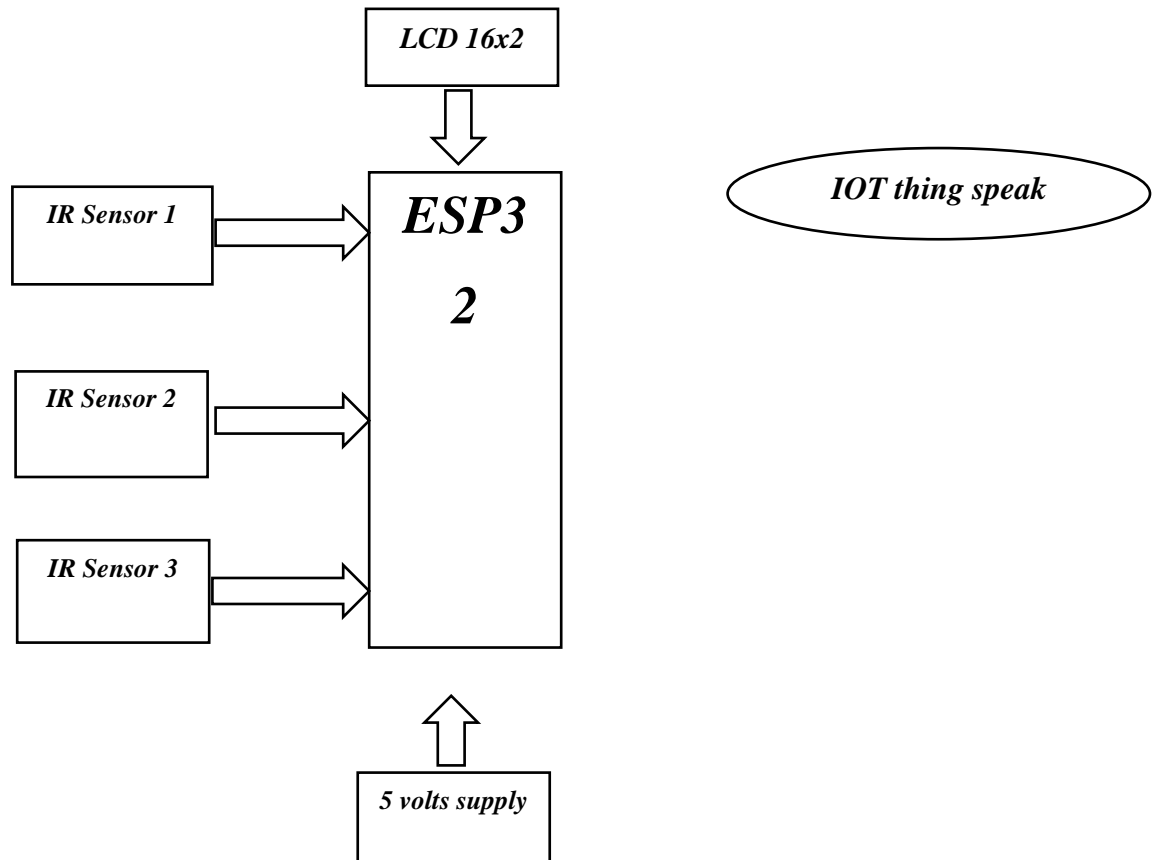 LCD 16x2
IOT thing speak
IR Sensor 1
ESP3
2
IR Sensor 2
IR Sensor 3
5 volts supply